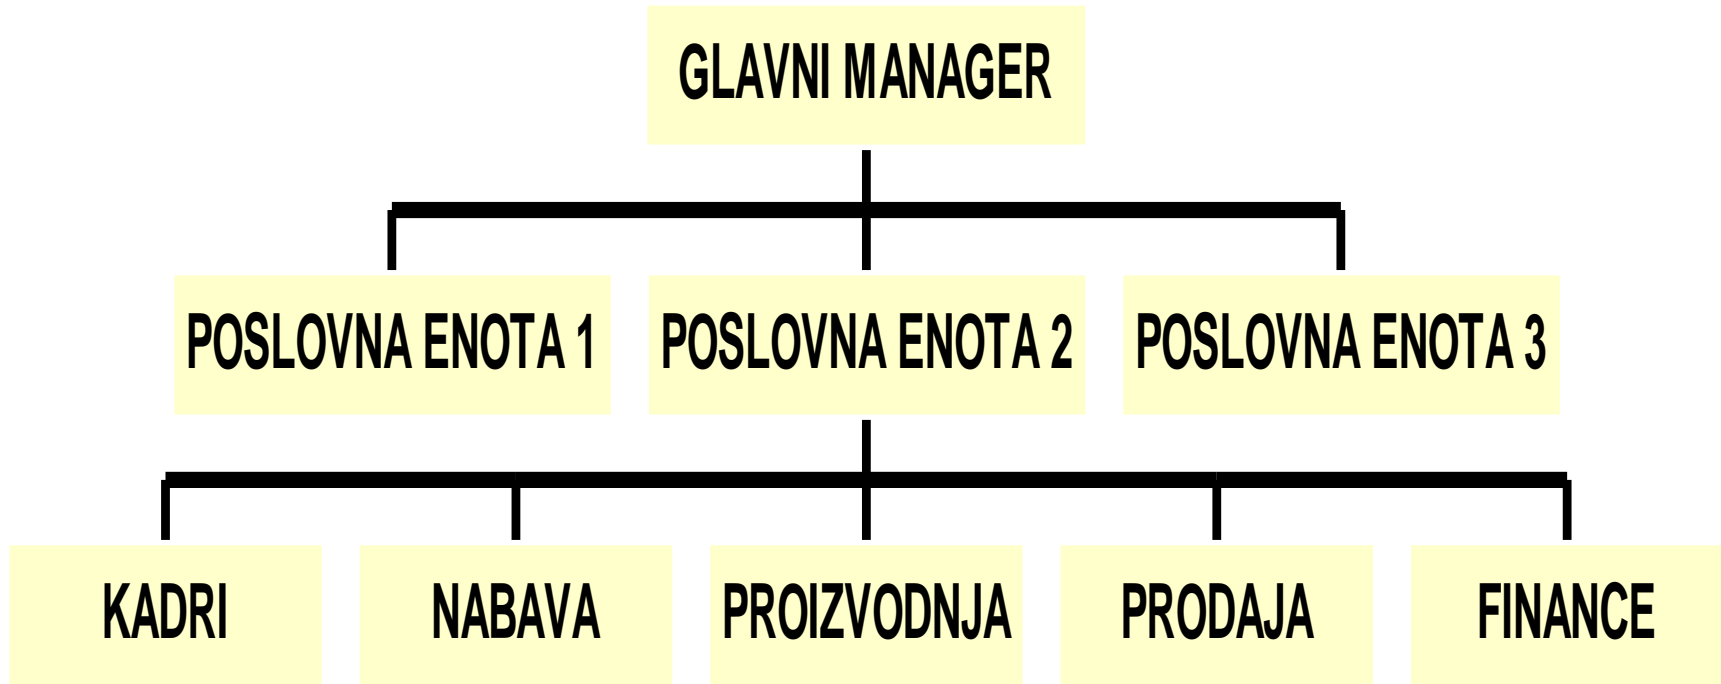 GLAVNI MANAGER
POSLOVNA ENOTA 1
POSLOVNA ENOTA 2
POSLOVNA ENOTA 3
KADRI
NABAVA
PROIZVODNJA
PRODAJA
FINANCE